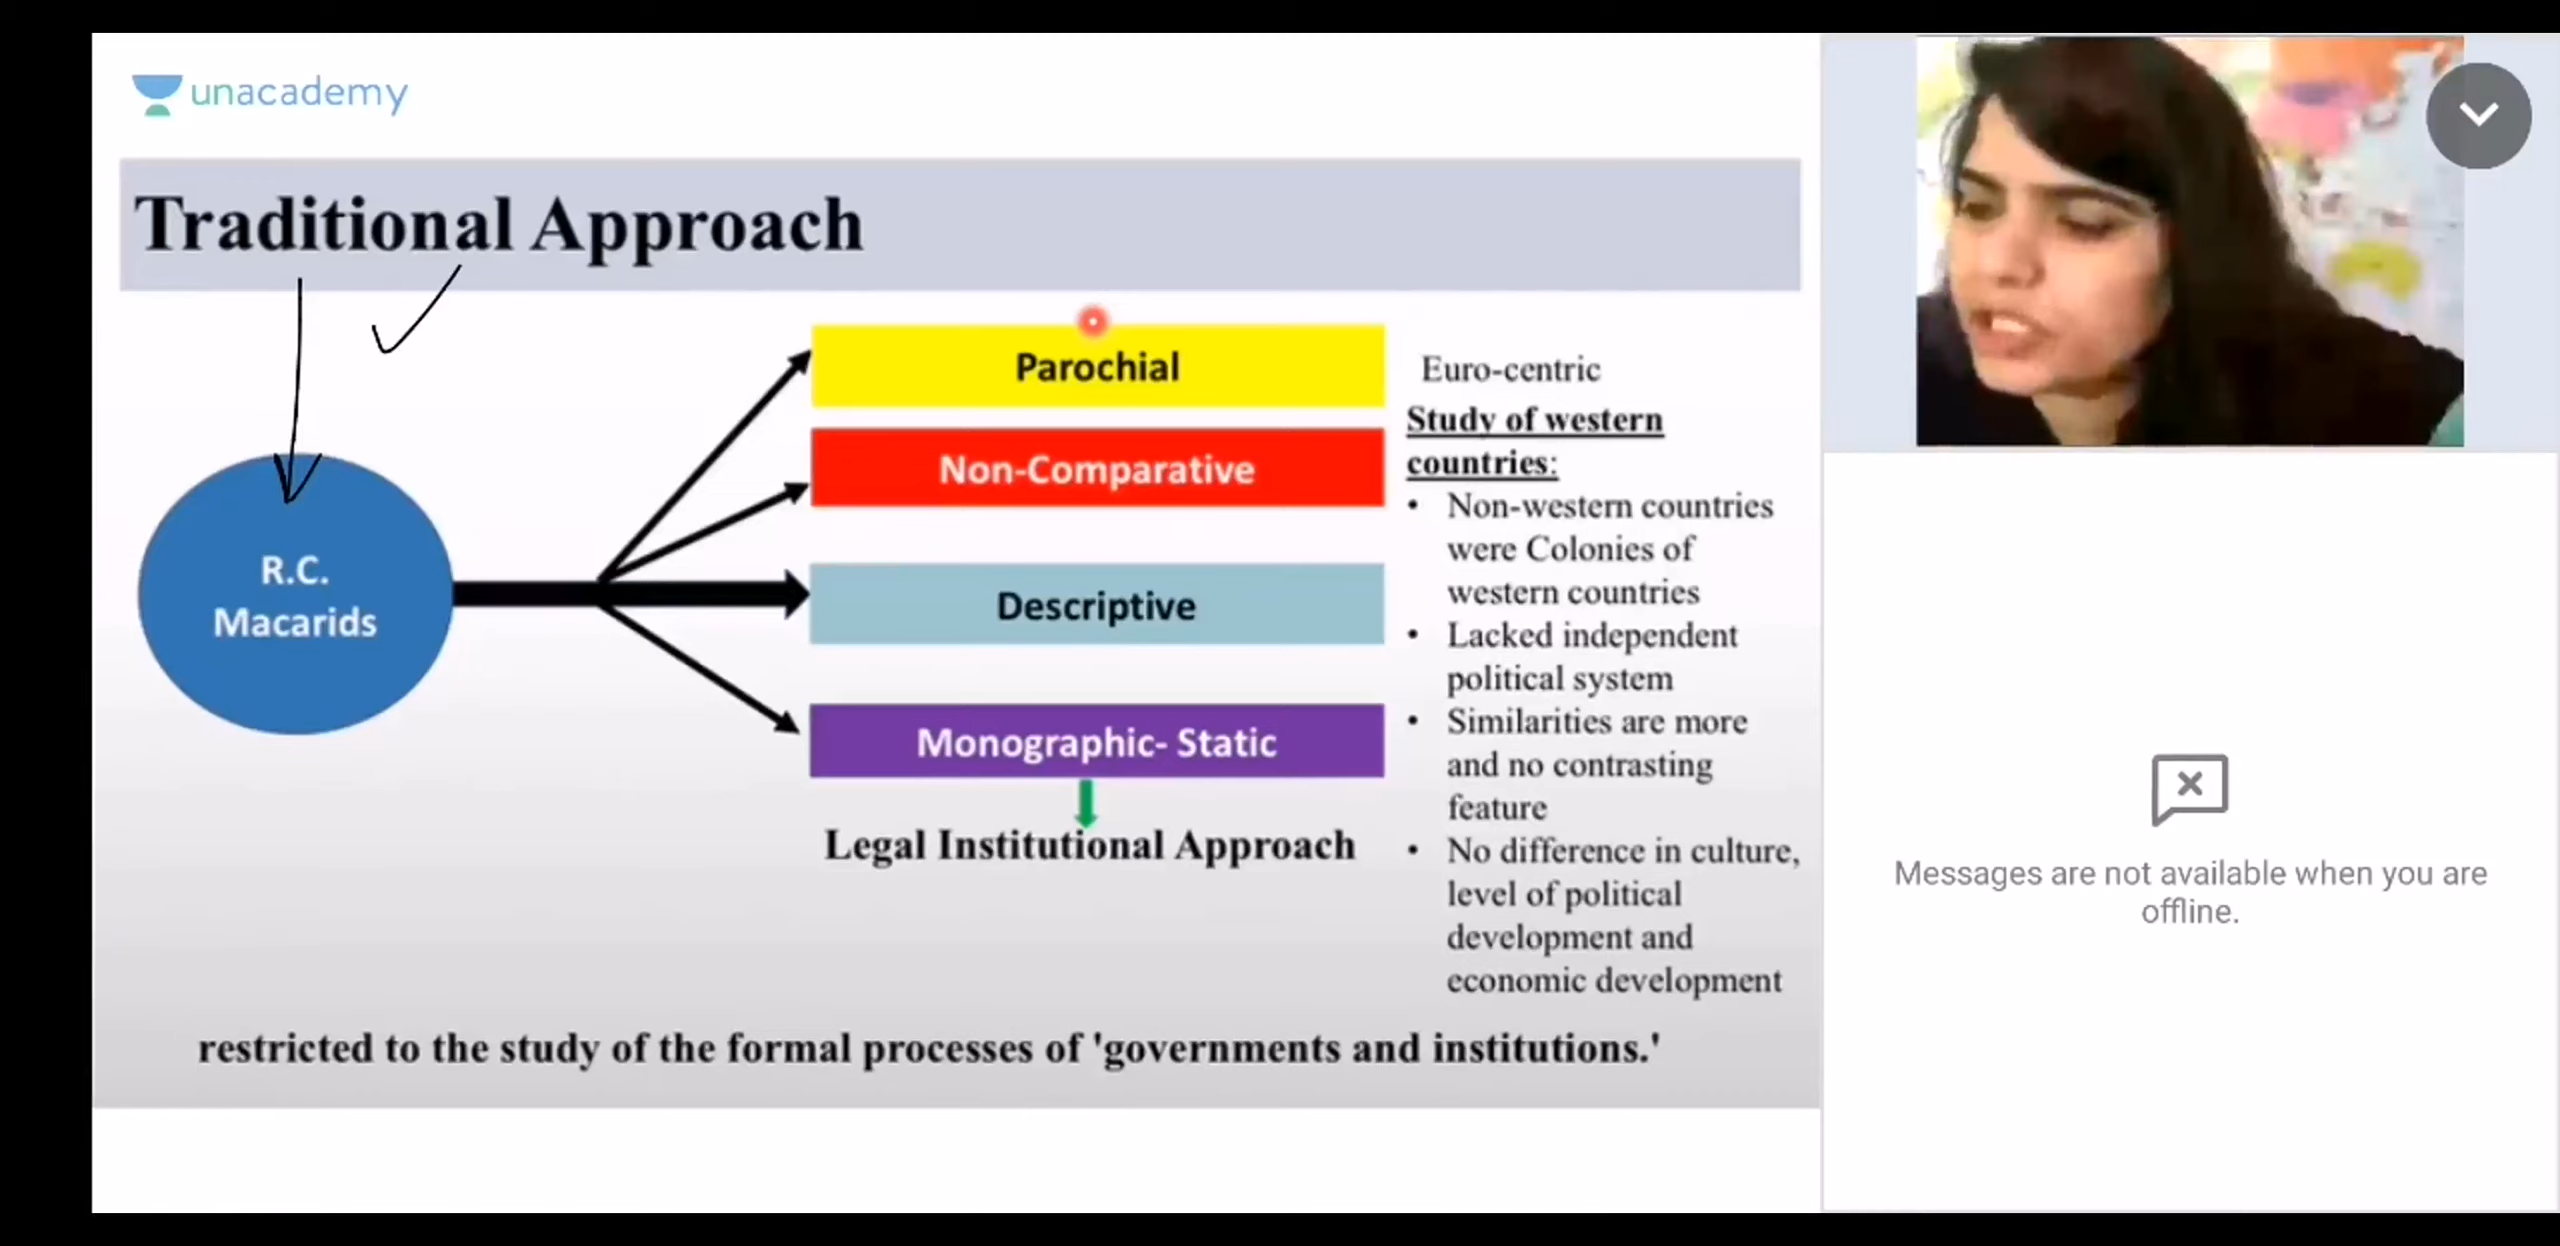 unacademy
Traditional Approach
R.C.
Macarids
Parochial
Non-Comparative
Descriptive
Monographic- Static
Legal Institutional Approach
Euro-centric
Study of western
countries:
• Non-western countries
were Colonies of
western countries
• Lacked independent
political system
• Similarities are more
and no contrasting
feature
• No difference in culture,
level of political
development and
economic development
restricted to the study of the formal processes of 'governments and institutions.'
Messages are not available when you are
offline.